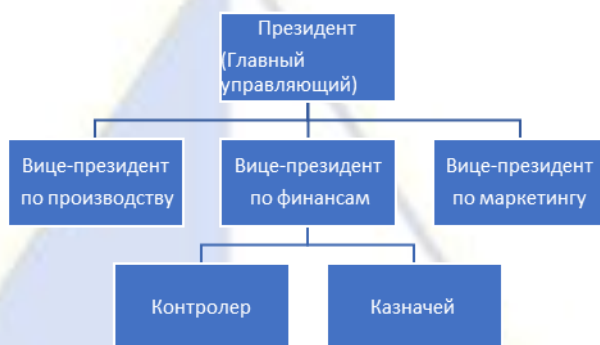 Президент
(Главный
управляющий)
Вице-президент
по производству
Вице-президент
по финансам
Вице-президент
по маркетингу
Контролер
Казначей